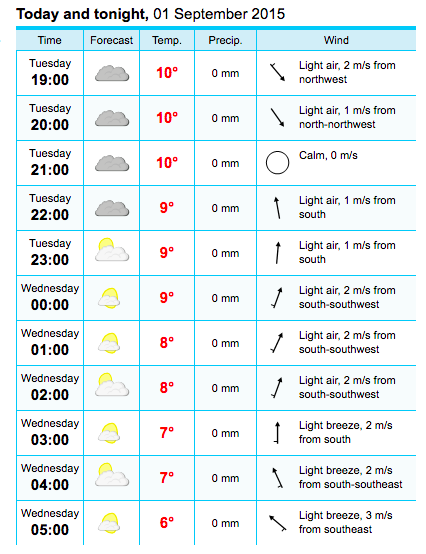 Today and tonight, 01 September 2015
Time Forecast Temp. Precip. Wind
Tuesday
19:00 10° 0 mm Light air, 2 m/s from
northwest
Tuesday
20:00 10° 0 mm Light air, 1 m/s from
north-northwest
Tuesday
21:00 10° 0 mm Calm, 0 m/s
Tuesday
22:00 9° 0 mm Light air, 1 m/s from
south
Tuesday
23:00 9° 0 mm Light air, 1 m/s from
south
Wednesday
00:00 9° 0 mm Light air, 2 m/s from
south-southwest
Wednesday
01:00 8° 0 mm Light air, 2 m/s from
south-southwest
Wednesday
02:00 8° 0 mm Light air, 2 m/s from
south-southwest
Wednesday
03:00 7° 0 mm Light breeze, 2 m/s
from south
Wednesday
04:00 7° 0 mm Light breeze, 2 m/s
from south-southeast
Wednesday
05:00 6° 0 mm Light breeze, 3 m/s
from southeast